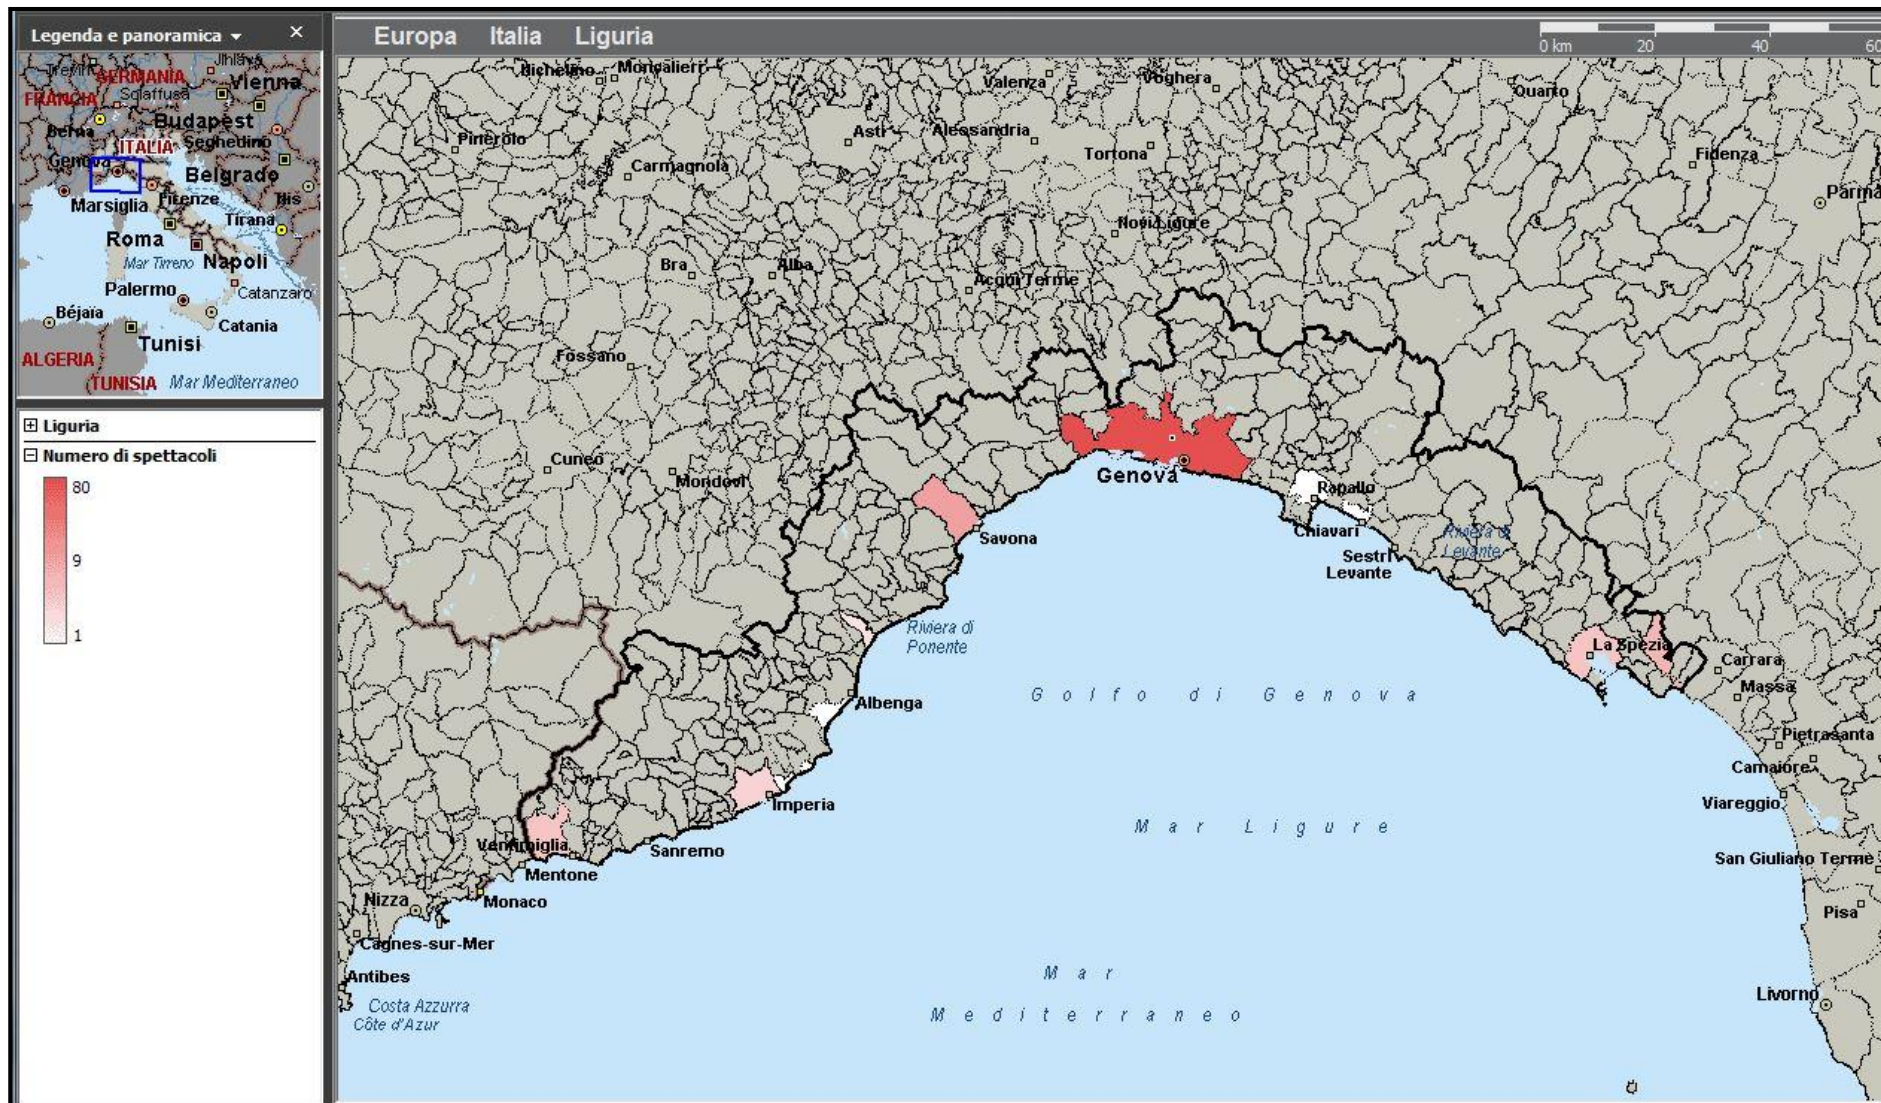 Legenda e panoramica
Europa Italia Liguria
0 km 20 40 60
GERMANIA
Jihlava
Sciaffusa
Vienna
FRANCIA
Berna
Budapest
ITALIA
Seghedino
Genova
Belgrado
Marsiglia
Firenze
Nis
Tirana
Roma
Mar Tirreno
Napoli
Palermo
Catanzaro
Béjaïa
Catania
Tunisi
ALGERIA
TUNISIA
Mar Mediterraneo
Liguria
Numero di spettacoli
80
9
1
Nichelino
Moncalieri
Valenza
Voghera
Pinerolo
Asti
Alessandria
Tortona
Fidenza
Carmagnola
Parma
Novi Ligure
Bra
Alba
Acqui Terme
Fossano
Cuneo
Mondovì
Genova
Rapallo
Savona
Chiavari
Riviera di
Levante
Sestri
Levante
Riviera di
Ponente
La Spezia
Carrara
Massa
Golfo di Genova
Albenga
Pietrasanta
Camaiore
Imperia
Viareggio
Mar Ligure
Ventimiglia
Sanremo
San Giuliano Terme
Mentone
Nizza
Monaco
Pisa
Cagnes-sur-Mer
Antibes
Mar
Mediterraneo
Livorno
Costa Azzurra
Côte d'Azur